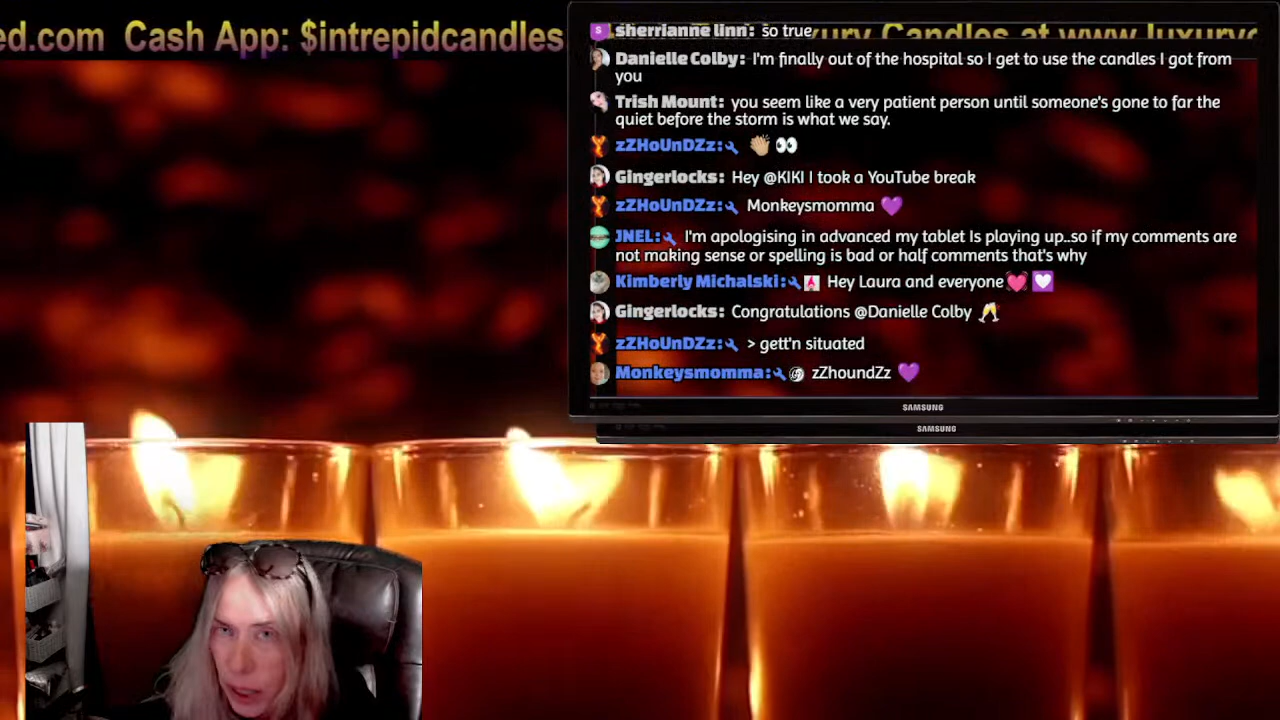 ed.com Cash App: $intrepidcandles
sherrianne linn: so true
Candles at www.luxury
Danielle Colby: I'm finally out of the hospital so I get to use the candles I got from
you
Trish Mount: you seem like a very patient person until someone's gone to far the
quiet before the storm is what we say.
zZHoUnDZz: 👏🏼 👀
Gingerlocks: Hey @KIKI I took a YouTube break
zZHoUnDZz: Monkeysmomma 💜
JNEL: I'm apologising in advanced my tablet Is playing up..so if my comments are
not making sense or spelling is bad or half comments that's why
Kimberly Michalski: Hey Laura and everyone 💓 💟
Gingerlocks: Congratulations @Danielle Colby 🥂
zZHoUnDZz: > gett'n situated
Monkeysmomma: zZhoundZz 💜
SAMSUNG
SAMSUNG